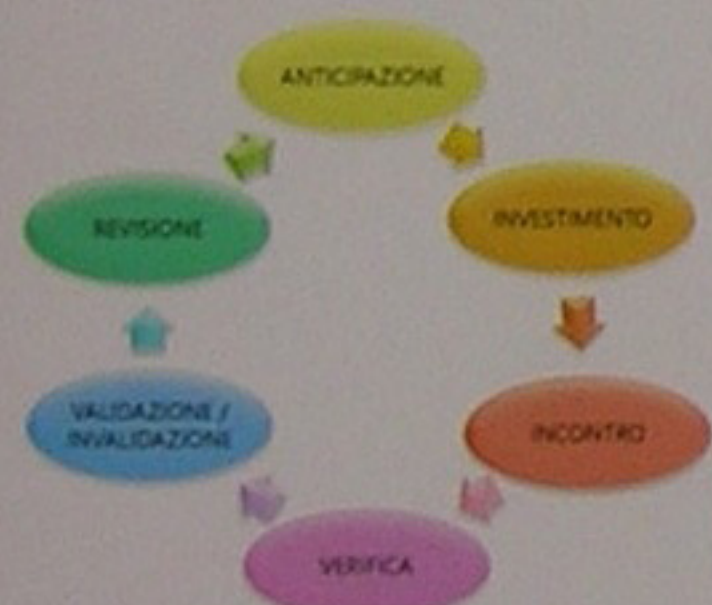 ANTICIPAZIONE
INVESTIMENTO
INCONTRO
VERIFICA
VALIDAZIONE /
INVALIDAZIONE
REVISIONE